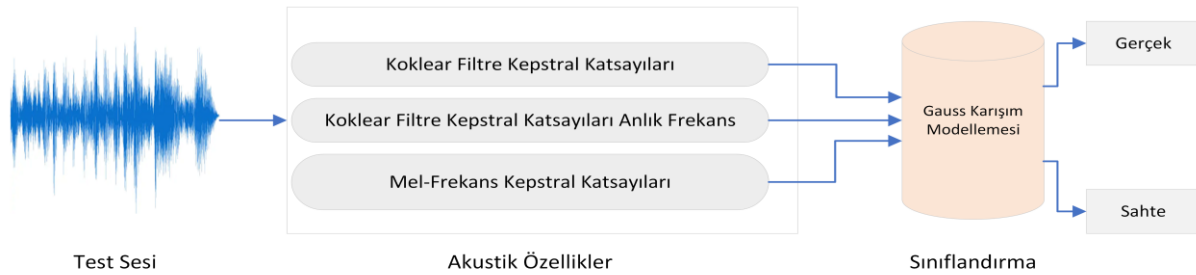 Koklear Filtre Kepstral Katsayıları
Koklear Filtre Kepstral Katsayıları Anlık Frekans
Mel-Frekans Kepstral Katsayıları
Gauss Karışım
Modellemesi
Gerçek
Sahte
Test Sesi
Akustik Özellikler
Sınıflandırma